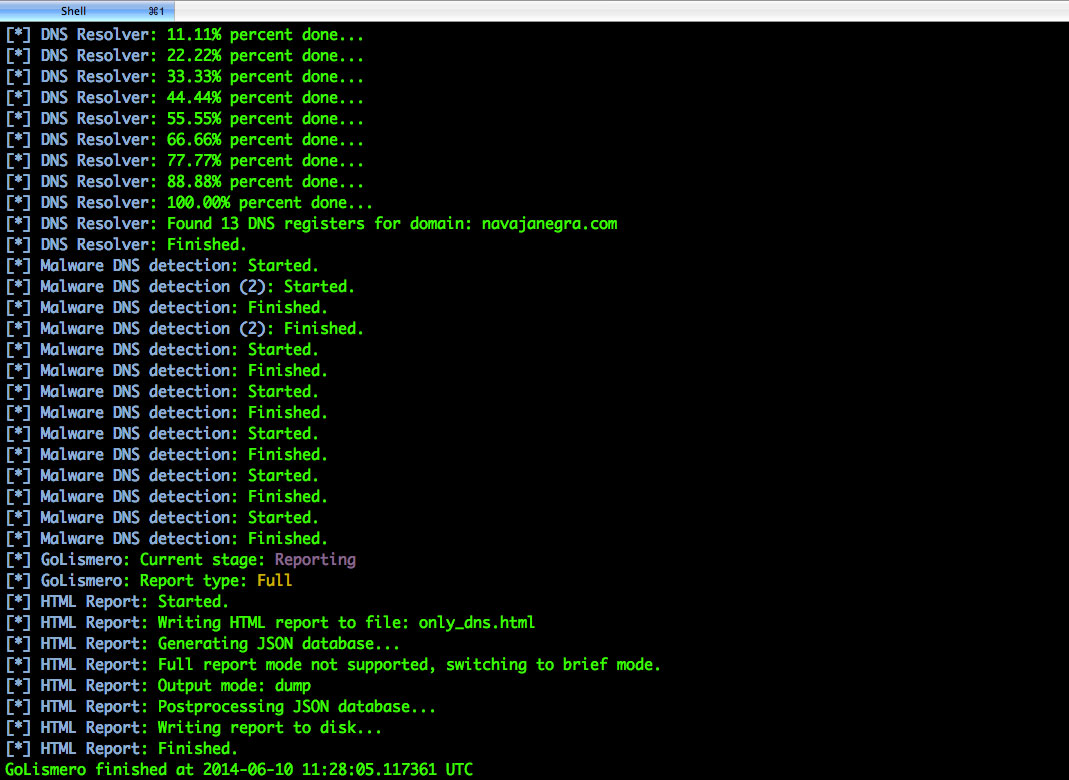 Shell ⌘1
[*] DNS Resolver: 11.11% percent done...
[*] DNS Resolver: 22.22% percent done...
[*] DNS Resolver: 33.33% percent done...
[*] DNS Resolver: 44.44% percent done...
[*] DNS Resolver: 55.55% percent done...
[*] DNS Resolver: 66.66% percent done...
[*] DNS Resolver: 77.77% percent done...
[*] DNS Resolver: 88.88% percent done...
[*] DNS Resolver: 100.00% percent done...
[*] DNS Resolver: Found 13 DNS registers for domain: navajanegra.com
[*] DNS Resolver: Finished.
[*] Malware DNS detection: Started.
[*] Malware DNS detection (2): Started.
[*] Malware DNS detection: Finished.
[*] Malware DNS detection (2): Finished.
[*] Malware DNS detection: Started.
[*] Malware DNS detection: Finished.
[*] Malware DNS detection: Started.
[*] Malware DNS detection: Finished.
[*] Malware DNS detection: Started.
[*] Malware DNS detection: Finished.
[*] Malware DNS detection: Started.
[*] Malware DNS detection: Finished.
[*] Malware DNS detection: Started.
[*] Malware DNS detection: Finished.
[*] GoLismero: Current stage: Reporting
[*] GoLismero: Report type: Full
[*] HTML Report: Started.
[*] HTML Report: Writing HTML report to file: only_dns.html
[*] HTML Report: Generating JSON database...
[*] HTML Report: Full report mode not supported, switching to brief mode.
[*] HTML Report: Output mode: dump
[*] HTML Report: Postprocessing JSON database...
[*] HTML Report: Writing report to disk...
[*] HTML Report: Finished.
GoLismero finished at 2014-06-10 11:28:05.117361 UTC